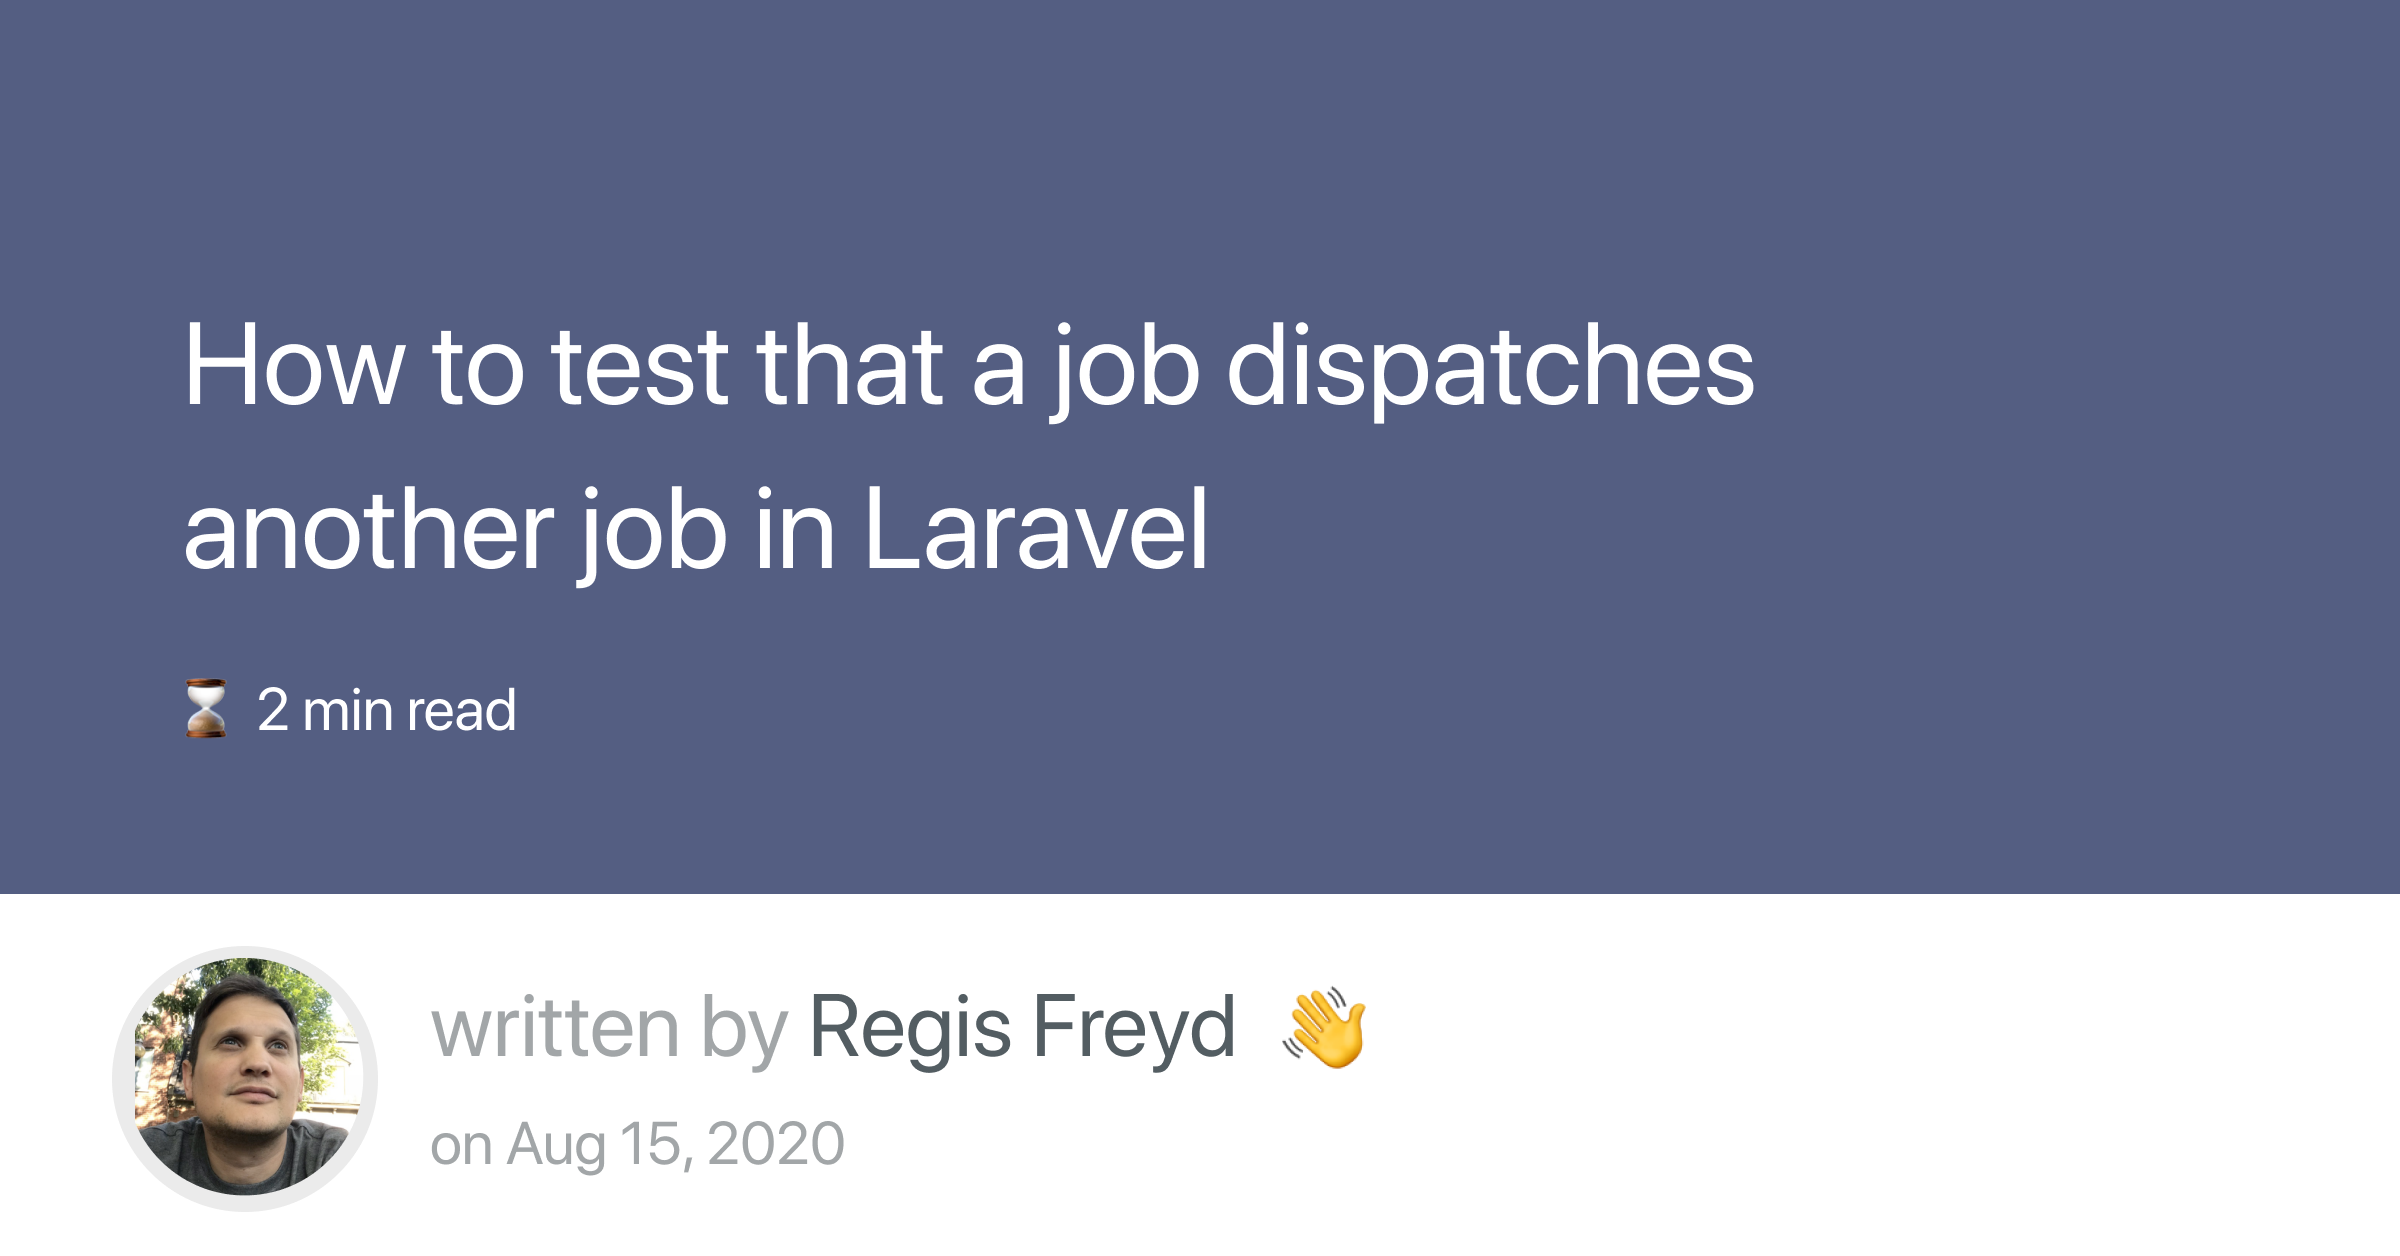 How to test that a job dispatches
another job in Laravel
⏳ 2 min read
written by Regis Freyd 👋
on Aug 15, 2020